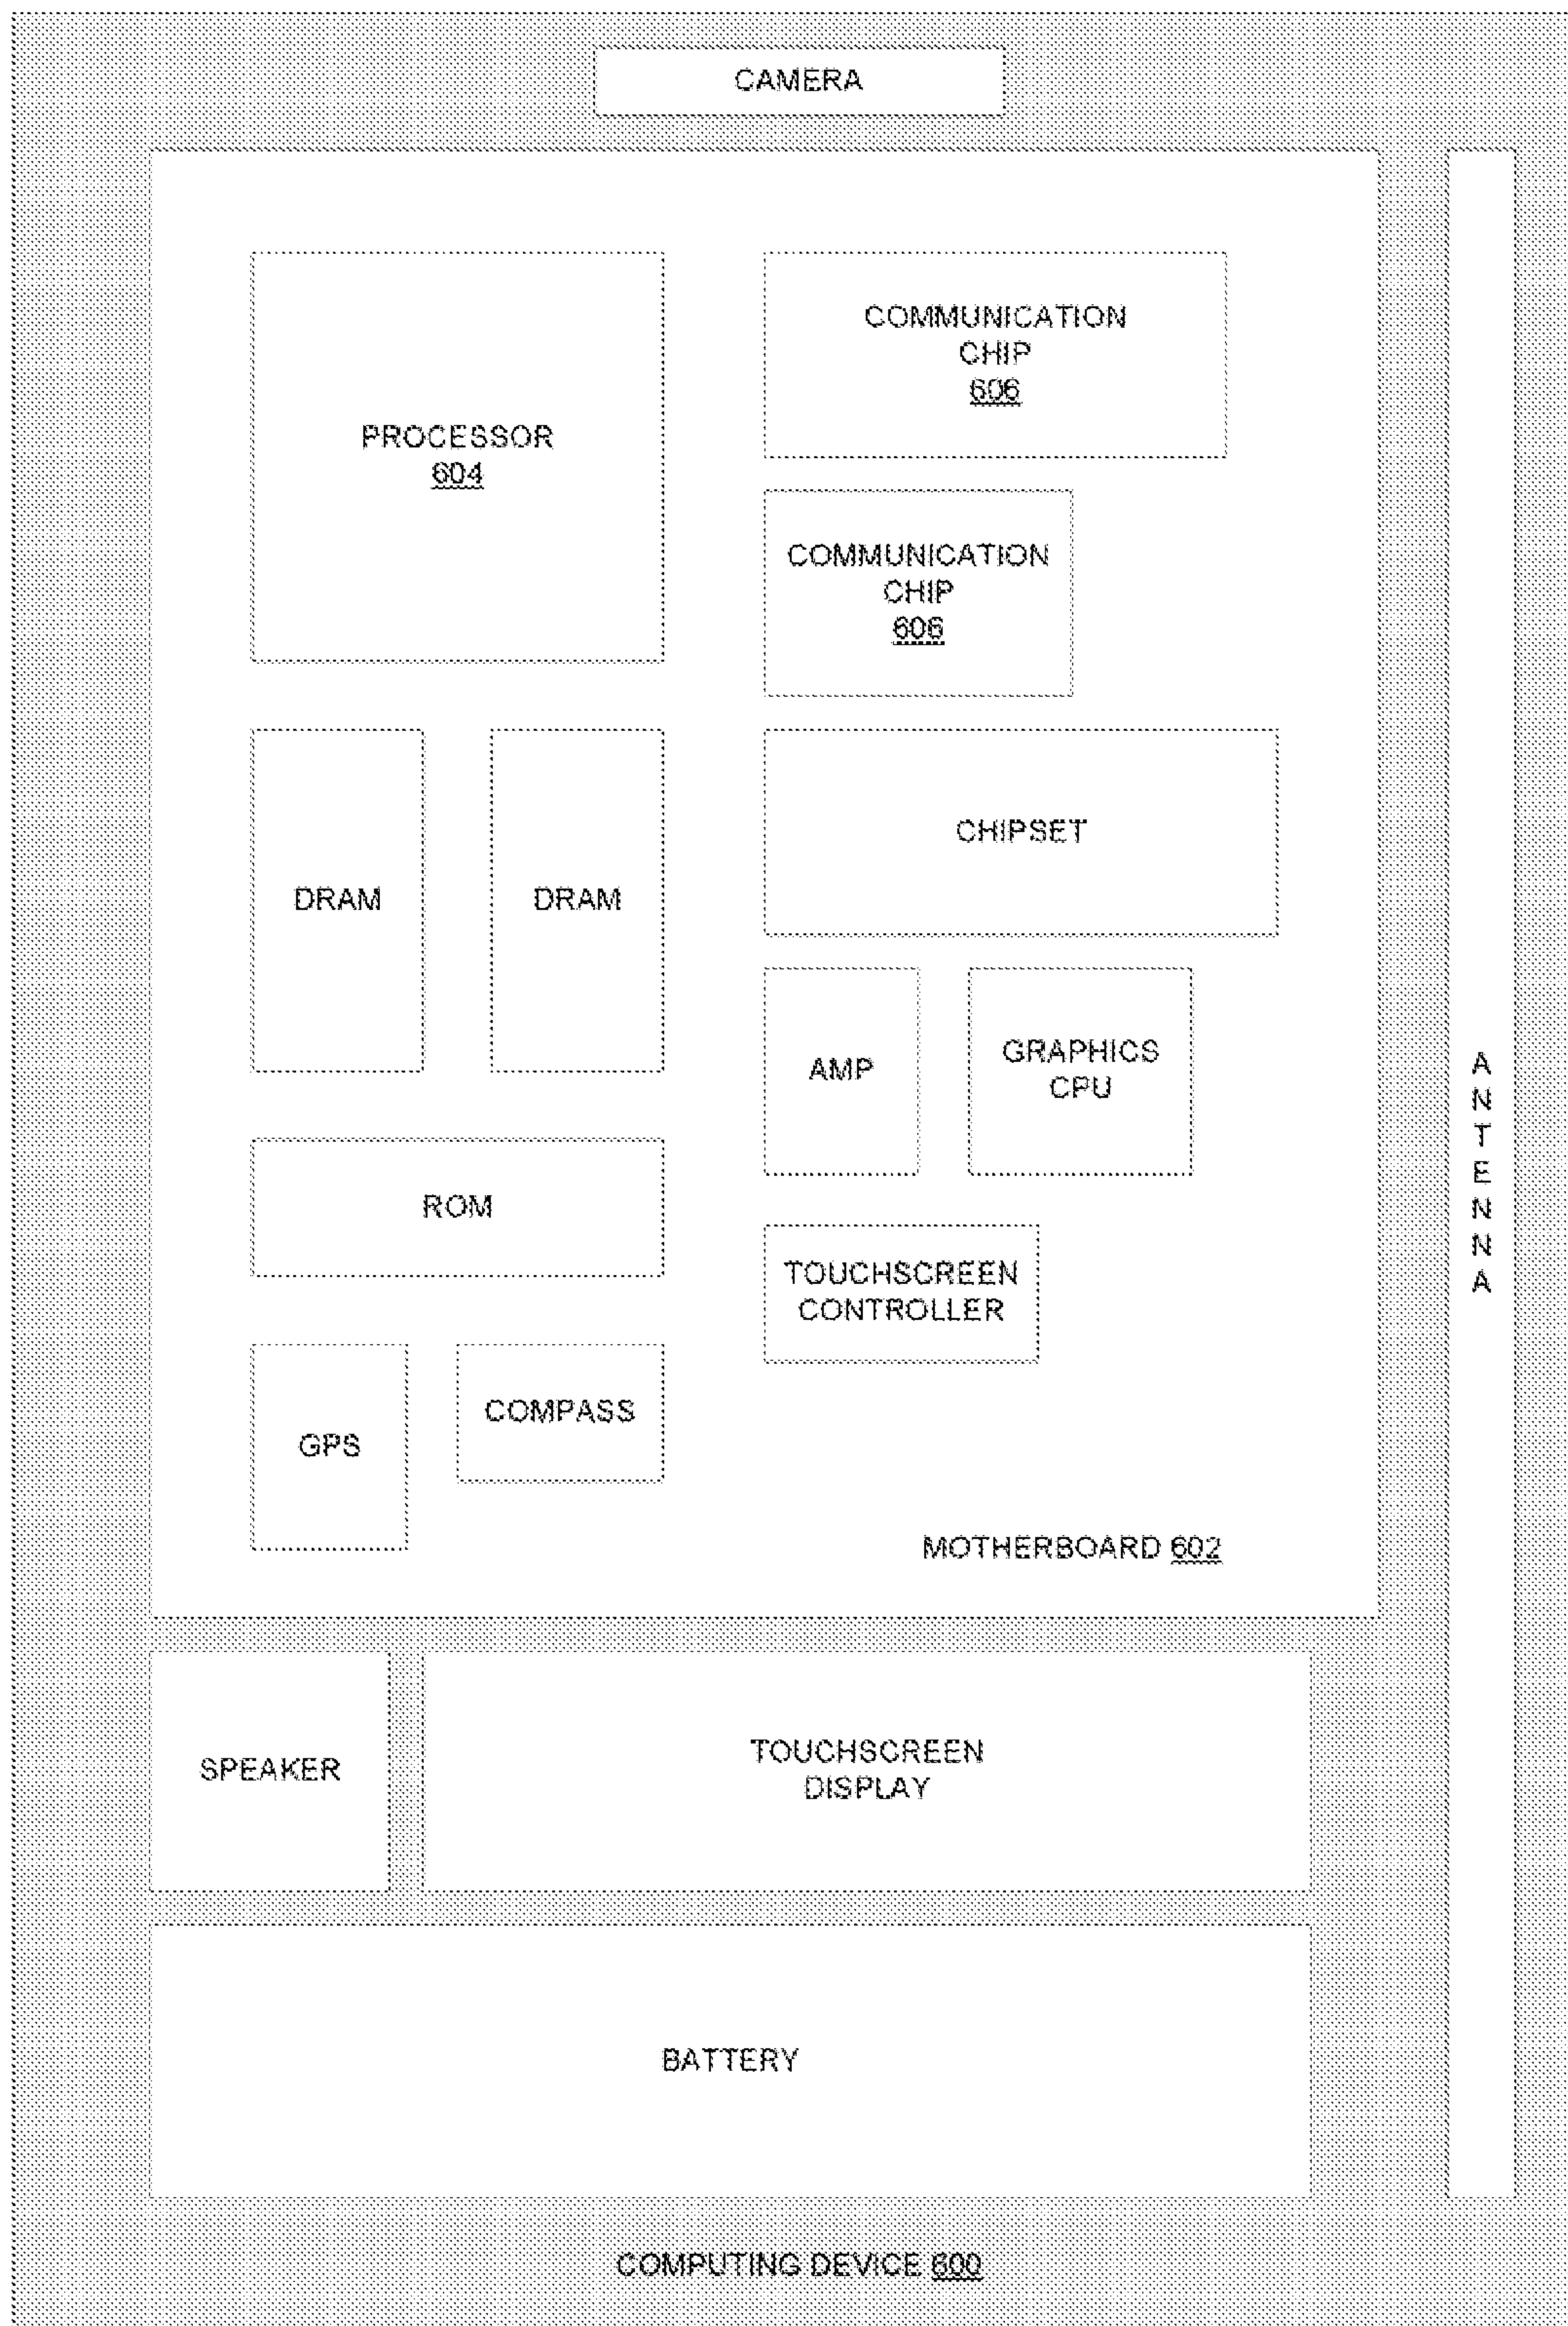 CAMERA
PROCESSOR
604
COMMUNICATION
CHIP
606
COMMUNICATION
CHIP
606
DRAM
DRAM
CHIPSET
AMP
GRAPHICS
CPU
ROM
TOUCHSCREEN
CONTROLLER
GPS
COMPASS
MOTHERBOARD 602
ANTENNA
SPEAKER
TOUCHSCREEN
DISPLAY
BATTERY
COMPUTING DEVICE 600